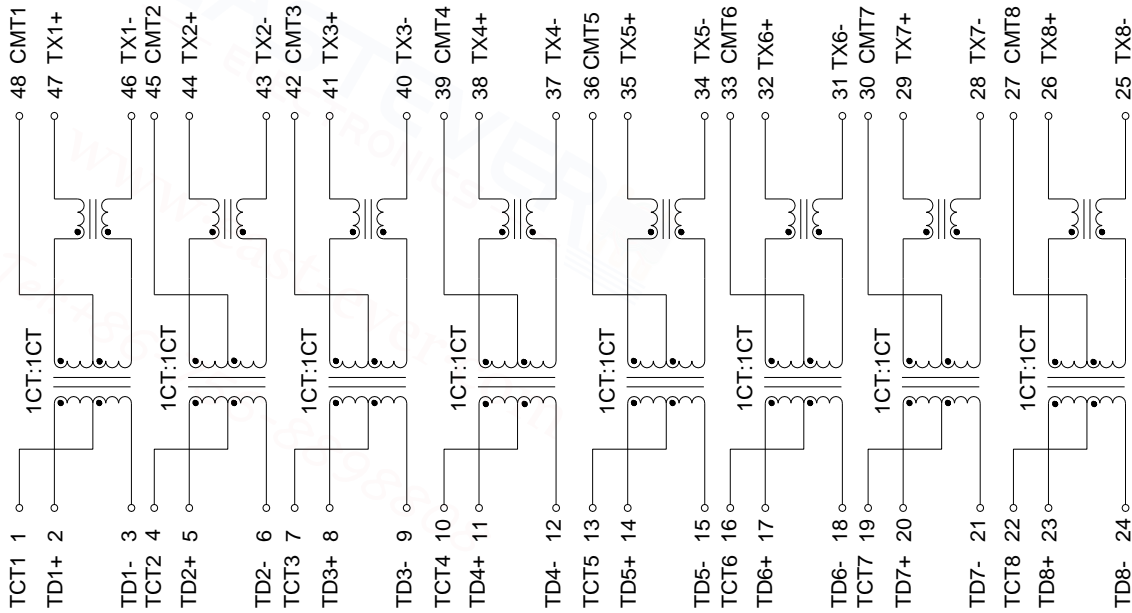 48 CMT1
47 TX1+
46 TX1-
45 CMT2
44 TX2+
43 TX2-
42 CMT3
41 TX3+
40 TX3-
39 CMT4
38 TX4+
37 TX4-
36 CMT5
35 TX5+
34 TX5-
33 CMT6
32 TX6+
31 TX6-
30 CMT7
29 TX7+
28 TX7-
27 CMT8
26 TX8+
25 TX8-
1CT:1CT
1CT:1CT
1CT:1CT
1CT:1CT
1CT:1CT
1CT:1CT
1CT:1CT
1CT:1CT
TCT1 1
TD1+ 2
TD1- 3
TCT2 4
TD2+ 5
TD2- 6
TCT3 7
TD3+ 8
TD3- 9
TCT4 10
TD4+ 11
TD4- 12
TCT5 13
TD5+ 14
TD5- 15
TCT6 16
TD6+ 17
TD6- 18
TCT7 19
TD7+ 20
TD7- 21
TCT8 22
TD8+ 23
TD8- 24
ELECTRONICS